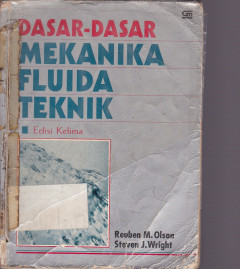 DASAR-DASAR
MEKANIKA
FLUIDA
TEKNIK
Edisi Kelima
Reuben M. Olson
Steven J. Wright